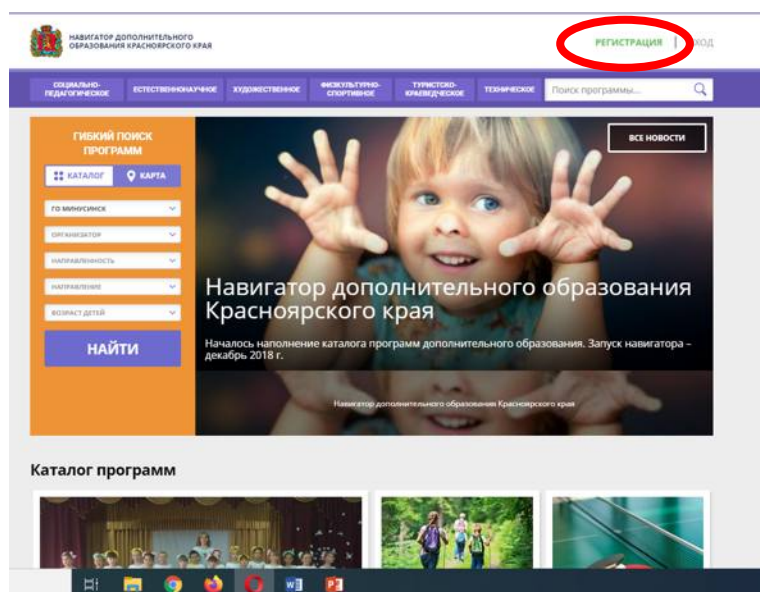 НАВИГАТОР ДОПОЛНИТЕЛЬНОГО
ОБРАЗОВАНИЯ КРАСНОЯРСКОГО КРАЯ
РЕГИСТРАЦИЯ | ХОД
СОЦИАЛЬНО-
ПЕДАГОГИЧЕСКОЕ
ЕСТЕСТВЕННОНАУЧНОЕ
ХУДОЖЕСТВЕННОЕ
ФИЗКУЛЬТУРНО-
СПОРТИВНОЕ
ТУРИСТСКО-
КРАЕВЕДЧЕСКОЕ
ТЕХНИЧЕСКОЕ
Поиск программы...
ГИБКИЙ ПОИСК
ПРОГРАММ
КАТАЛОГ
КАРТА
ГО МИНУСИНСК
ОРГАНИЗАТОР
НАПРАВЛЕННОСТЬ
НАПРАВЛЕНИЕ
ВОЗРАСТ ДЕТЕЙ
НАЙТИ
ВСЕ НОВОСТИ
Навигатор дополнительного образования
Красноярского края
Началось наполнение каталога программ дополнительного образования. Запуск навигатора –
декабрь 2018 г.
Навигатор дополнительного образования Красноярского края
Каталог программ